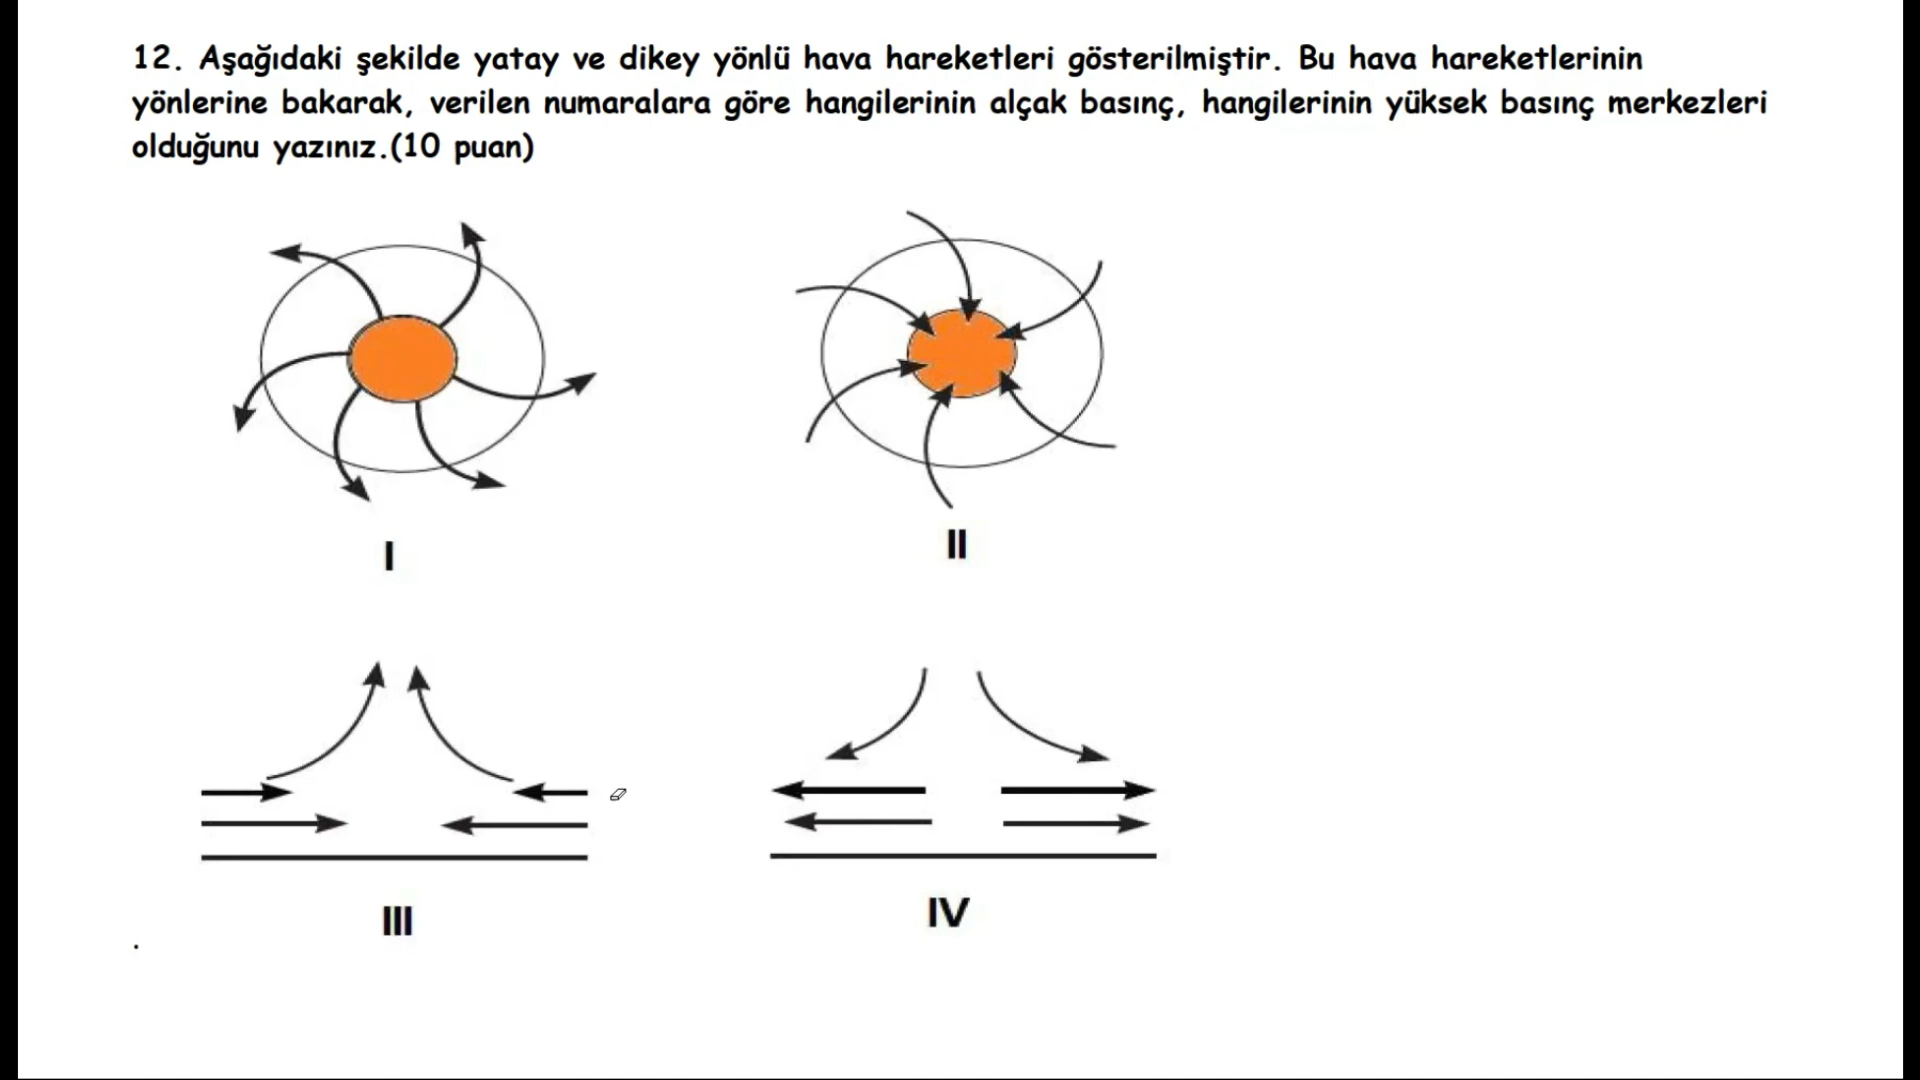 12. Aşağıdaki şekilde yatay ve dikey yönlü hava hareketleri gösterilmiştir. Bu hava hareketlerinin
yönlerine bakarak, verilen numaralara göre hangilerinin alçak basınç, hangilerinin yüksek basınç merkezleri
olduğunu yazınız.(10 puan)
I
II
III
IV
.